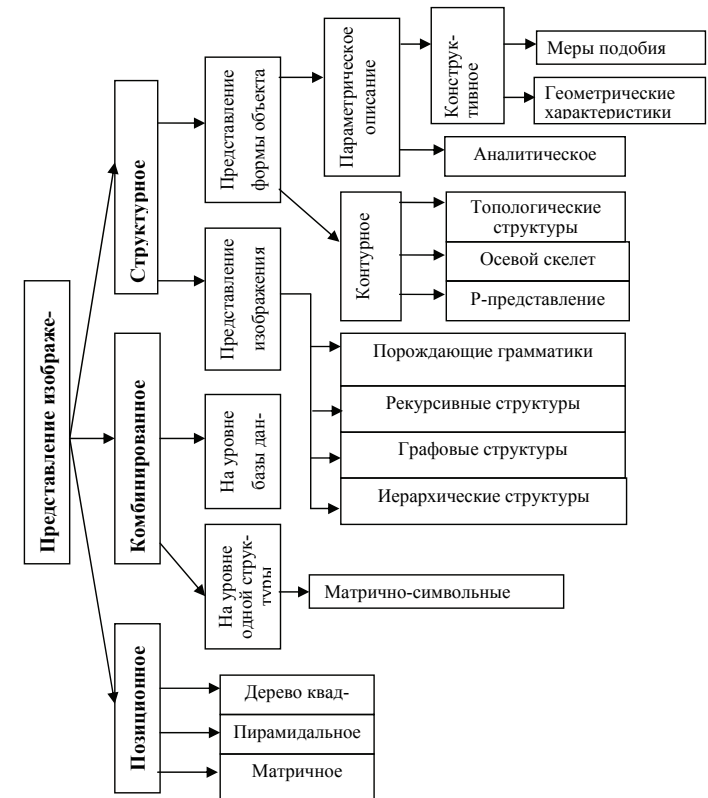 Представление изображе-
Структурное
Комбинированное
Позиционное
Представление
формы объекта
Представление
изображения
На уровне
базы дан-
На уровне
одной струк-
туры
Параметрическое
описание
Контурное
Конструк-
тивное
Меры подобия
Геометрические
характеристики
Аналитическое
Топологические
структуры
Осевой скелет
Р-представление
Порождающие грамматики
Рекурсивные структуры
Графовые структуры
Иерархические структуры
Матрично-символьные
Дерево квад-
Пирамидальное
Матричное